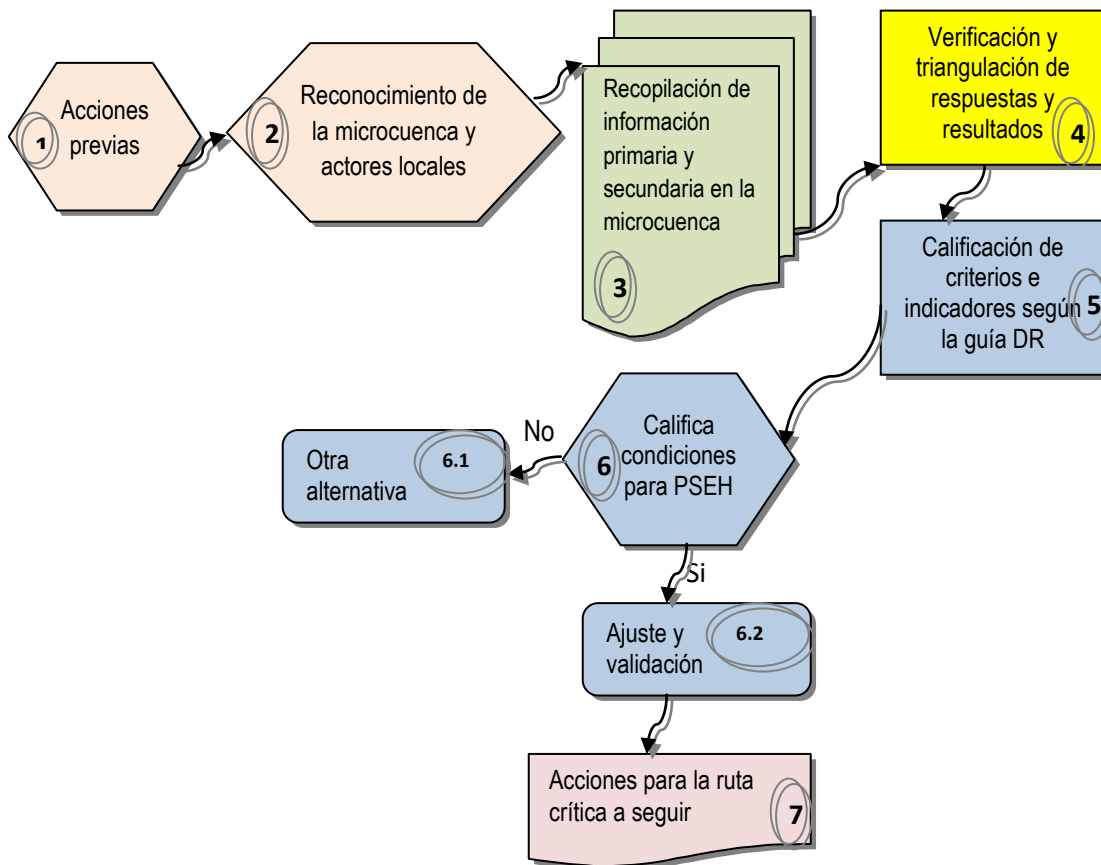 Acciones
previas
1
Reconocimiento de
la microcuenca y
actores locales
2
Recopilación de
información
primaria y
secundaria en la
microcuenca
3
Verificación y
triangulación de
respuestas y
resultados
4
Calificación de
criterios e
indicadores según
la guía DR
5
Califica
condiciones
para PSEH
6
No
Otra
alternativa
6.1
Si
Ajuste y
validación
6.2
Acciones para la ruta
crítica a seguir
7